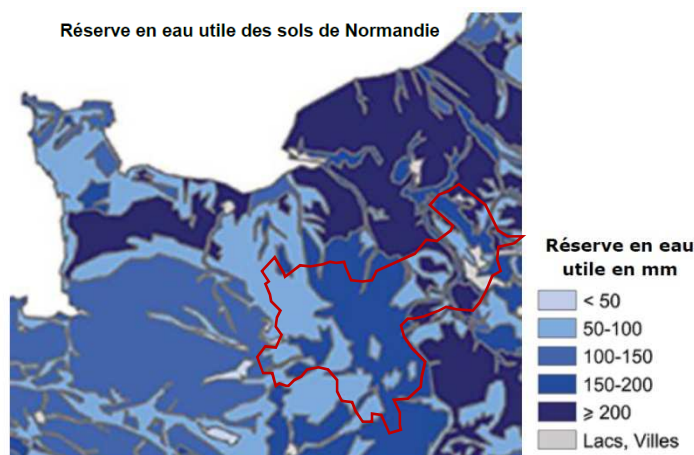 Réserve en eau utile des sols de Normandie
Réserve en eau
utile en mm
< 50
50-100
100-150
150-200
≥ 200
Lacs, Villes